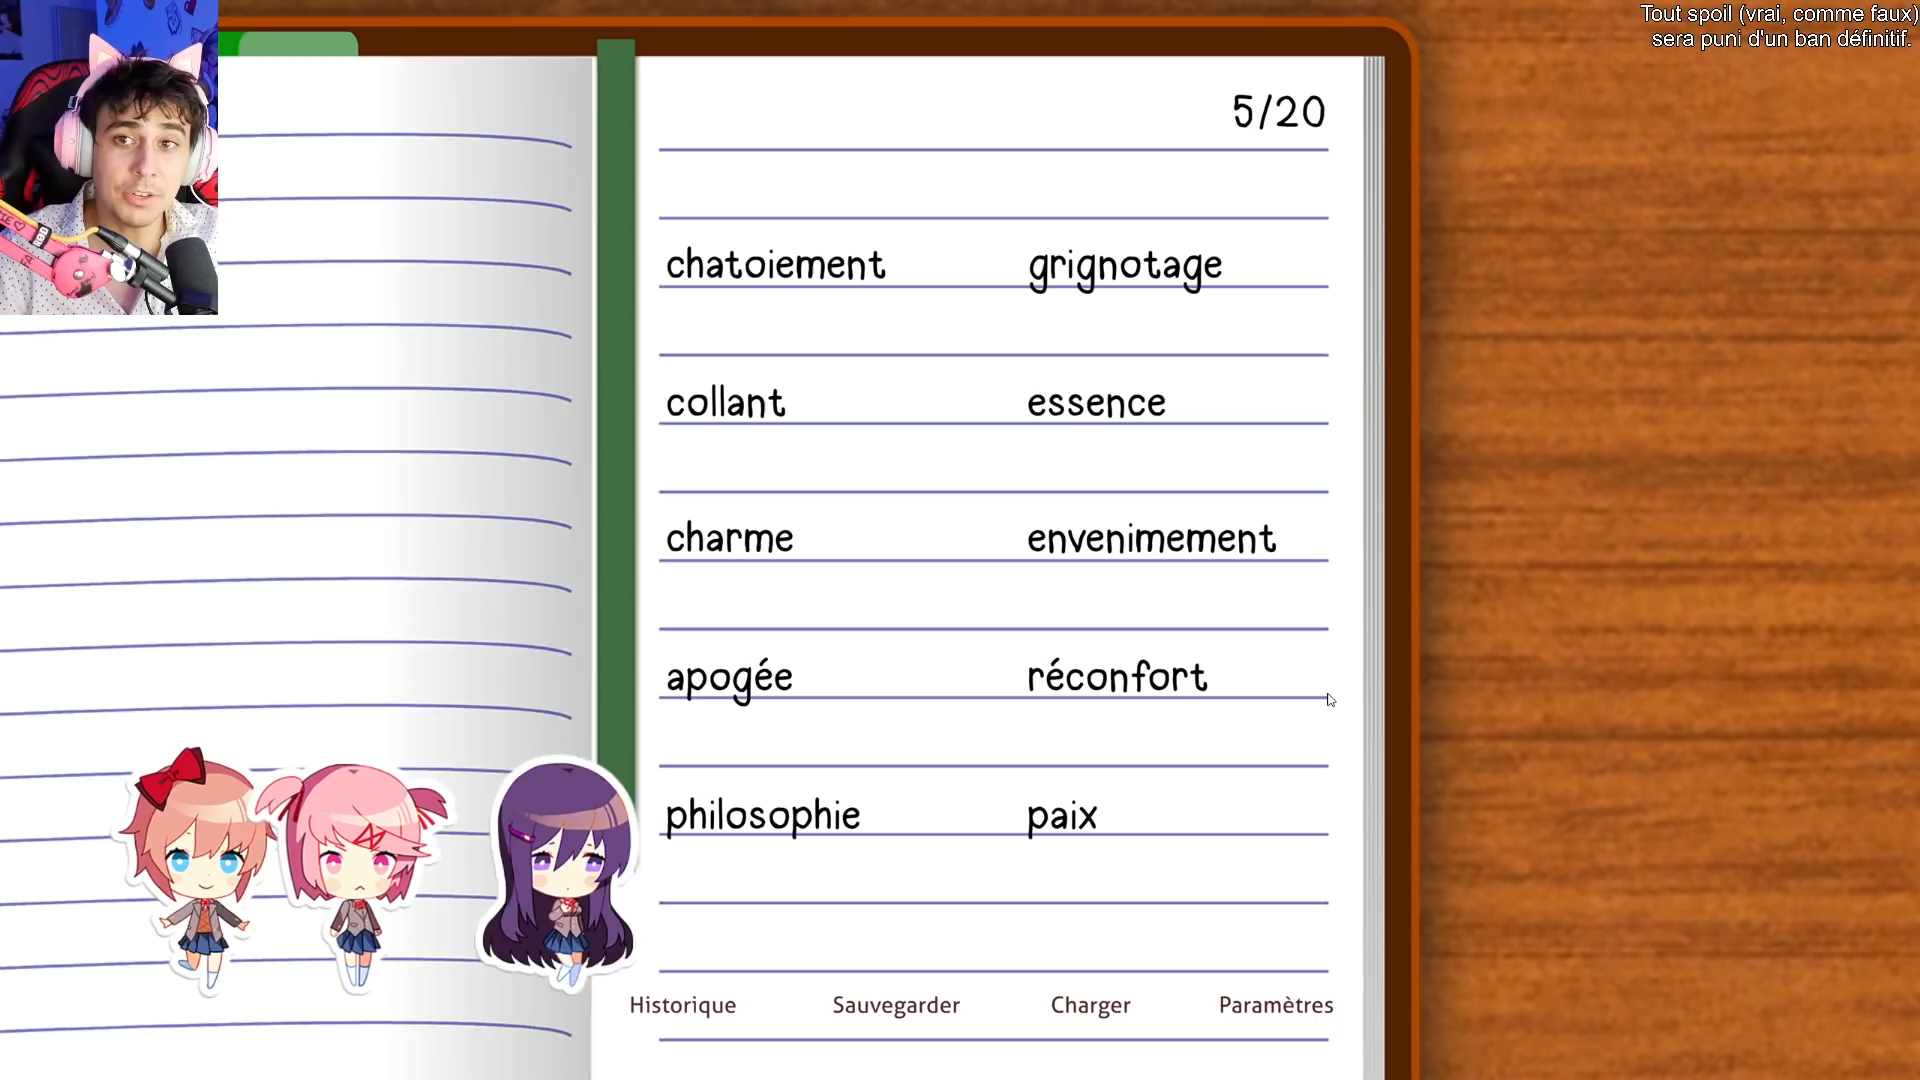 Tout spoil (vrai, comme faux)
sera puni d'un ban définitif.
5/20
chatoiement grignotage
collant essence
charme envenimement
apogée réconfort
philosophie paix
Historique Sauvegarder Charger Paramètres